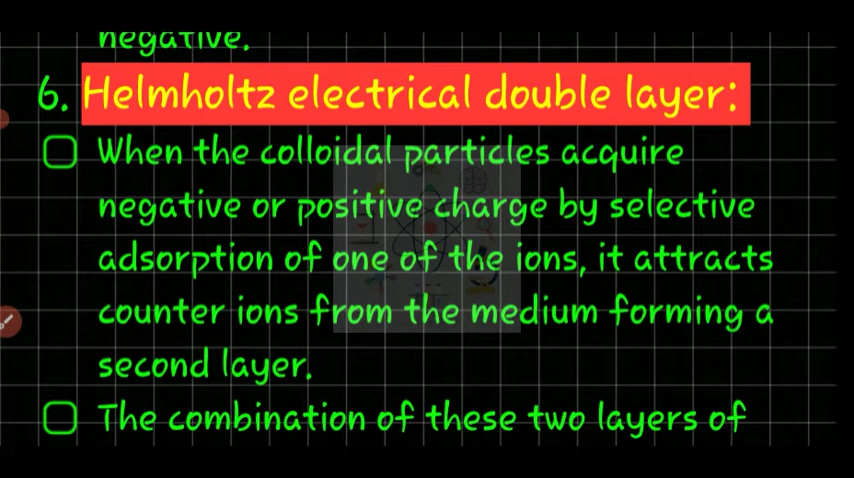 negative.
6. Helmholtz electrical double layer:
When the colloidal particles acquire
negative or positive charge by selective
adsorption of one of the ions, it attracts
counter ions from the medium forming a
second layer.
The combination of these two layers of